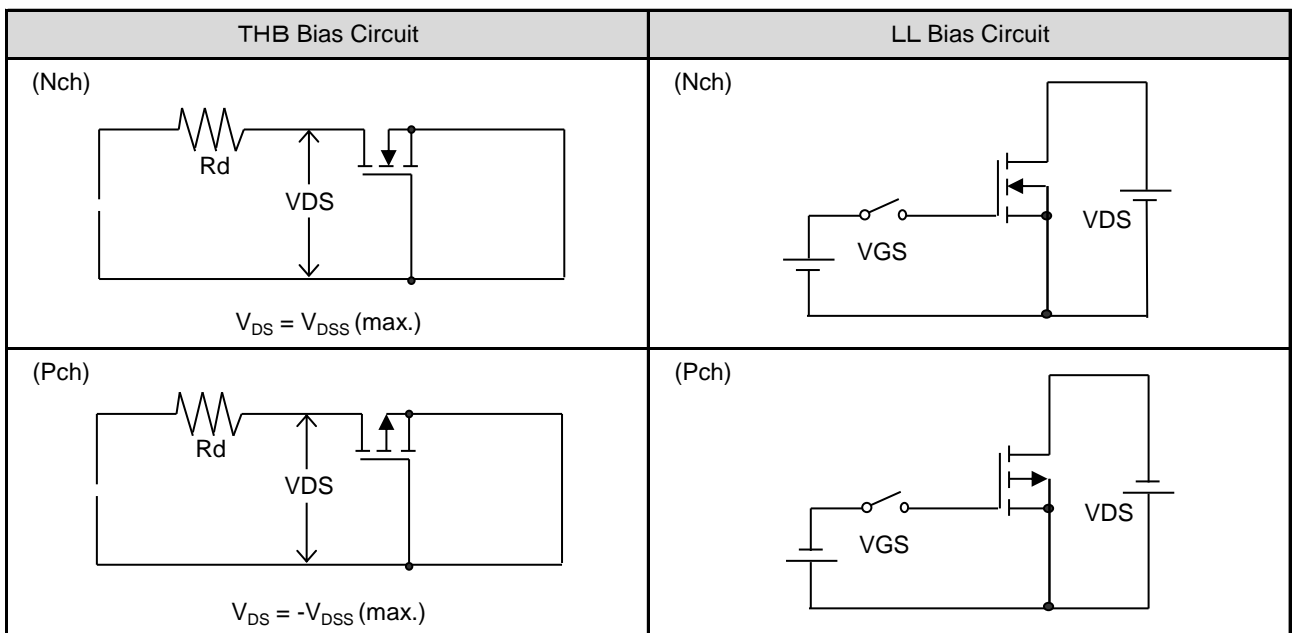 THB Bias Circuit
LL Bias Circuit
(Nch)
Rd
VDS
V_DS = V_DSS (max.)
(Nch)
VGS
VDS
(Pch)
Rd
VDS
V_DS = -V_DSS (max.)
(Pch)
VGS
VDS